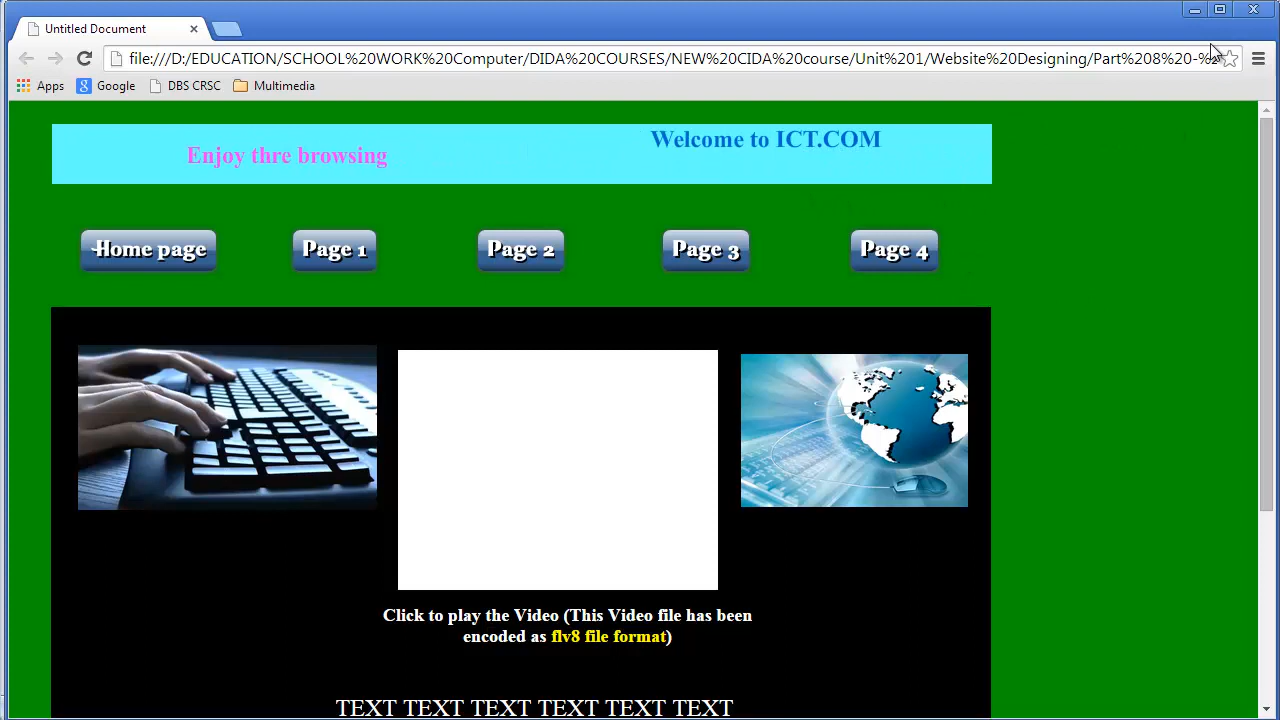 Untitled Document
file:///D:/EDUCATION/SCHOOL%20WORK%20Computer/DIDA%20COURSES/NEW%20CIDA%20course/Unit%201/Website%20Designing/Part%208%20-%2
Apps Google DBS CRSC Multimedia
Welcome to ICT.COM
Enjoy thre browsing
Home page Page 1 Page 2 Page 3 Page 4
Click to play the Video (This Video file has been
encoded as flv8 file format)
TEXT TEXT TEXT TEXT TEXT TEXT